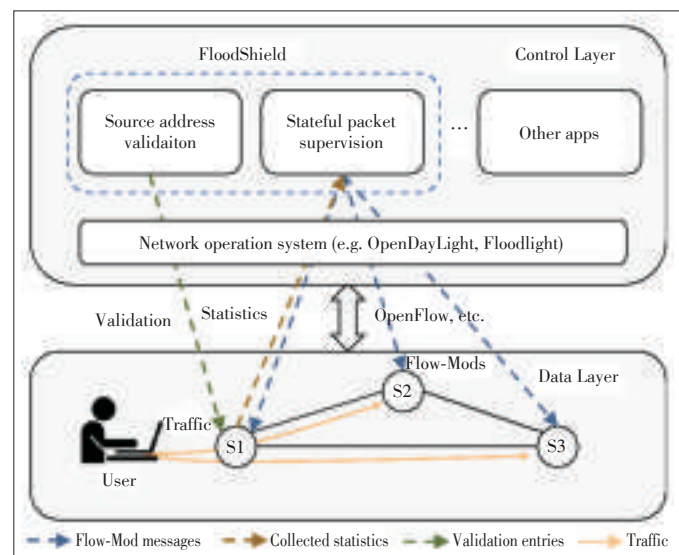 FloodShield
Control Layer
Source address
validaiton
Stateful packet
supervision
...
Other apps
Network operation system (e.g. OpenDayLight, Floodlight)
Validation
Statistics
OpenFlow, etc.
Flow-Mods
Data Layer
S2
Traffic
S1
S3
User
Flow-Mod messages
Collected statistics
Validation entries
Traffic